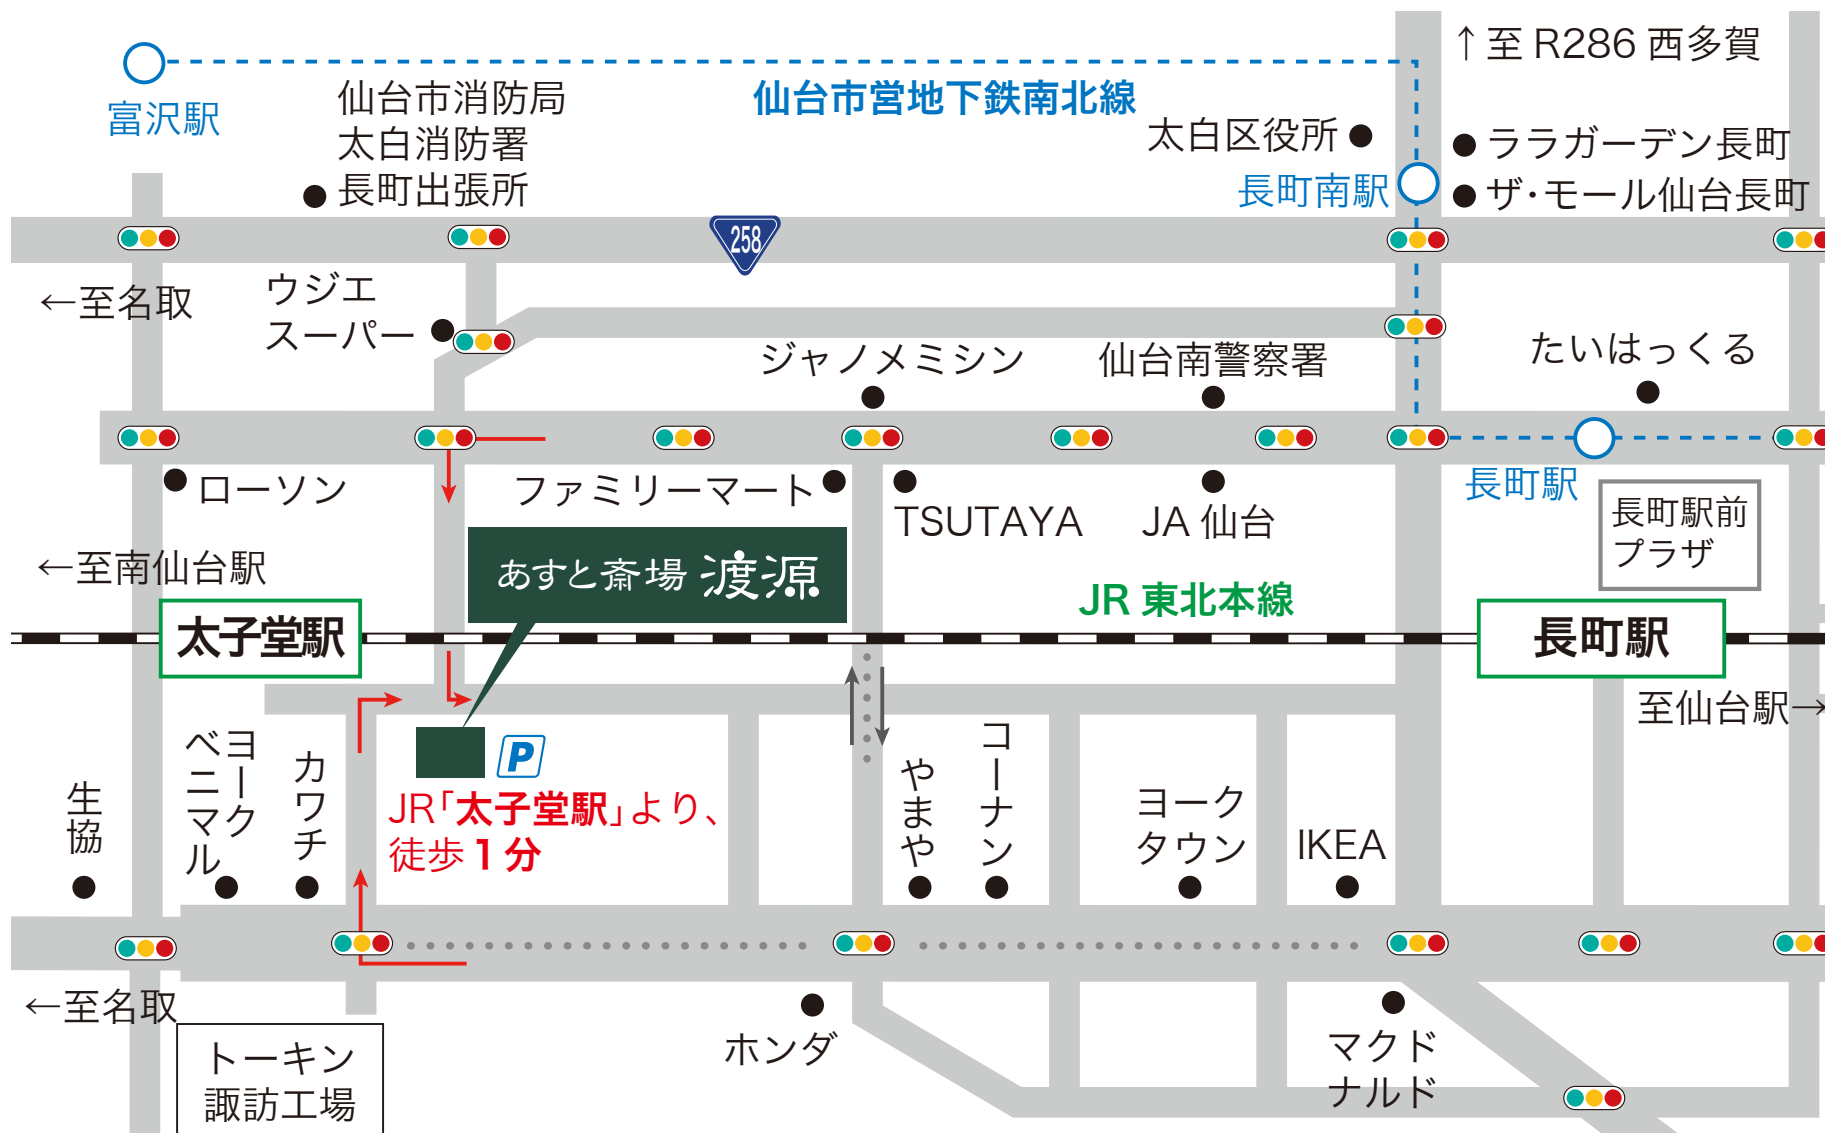 ↑至 R286 西多賀
富沢駅
仙台市消防局
太白消防署
長町出張所
仙台市営地下鉄南北線
太白区役所
ララガーデン長町
長町南駅
ザ・モール仙台長町
258
←至名取
ウジエ
スーパー
ジャノメミシン
仙台南警察署
たいはっくる
ローソン
ファミリーマート
TSUTAYA
JA 仙台
長町駅
長町駅前
プラザ
←至南仙台駅
あすと斎場 渡源
JR 東北本線
太子堂駅
長町駅
至仙台駅→
生協
ヨーク
ベニマル
カワチ
P
JR「太子堂駅」より、
徒歩 1 分
やまや
コーナン
ヨーク
タウン
IKEA
←至名取
トーキン
諏訪工場
ホンダ
マクド
ナルド